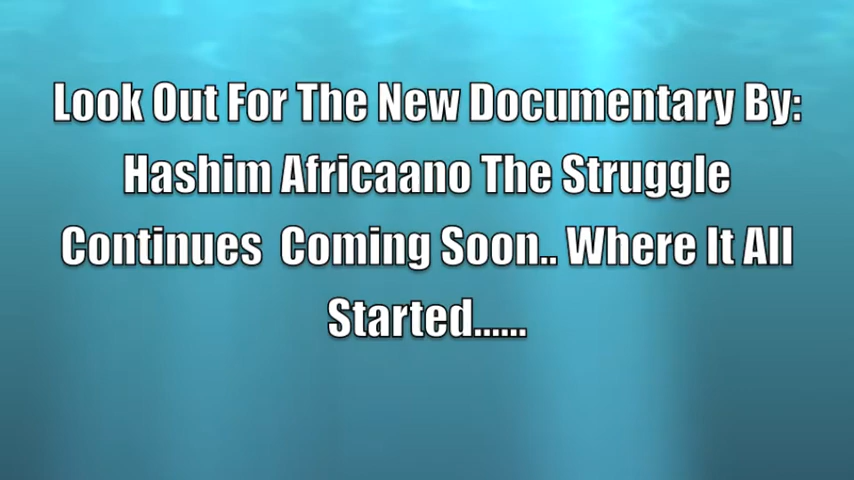 Look Out For The New Documentary By:
Hashim Africaano The Struggle
Continues  Coming Soon.. Where It All
Started......